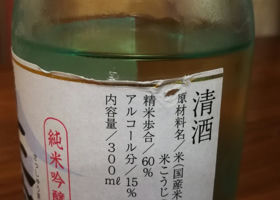 清酒
原材料名／米(国産米
米こうじ
精米歩合／60%
アルコール分／15%
内容量／300ml
純米吟醸